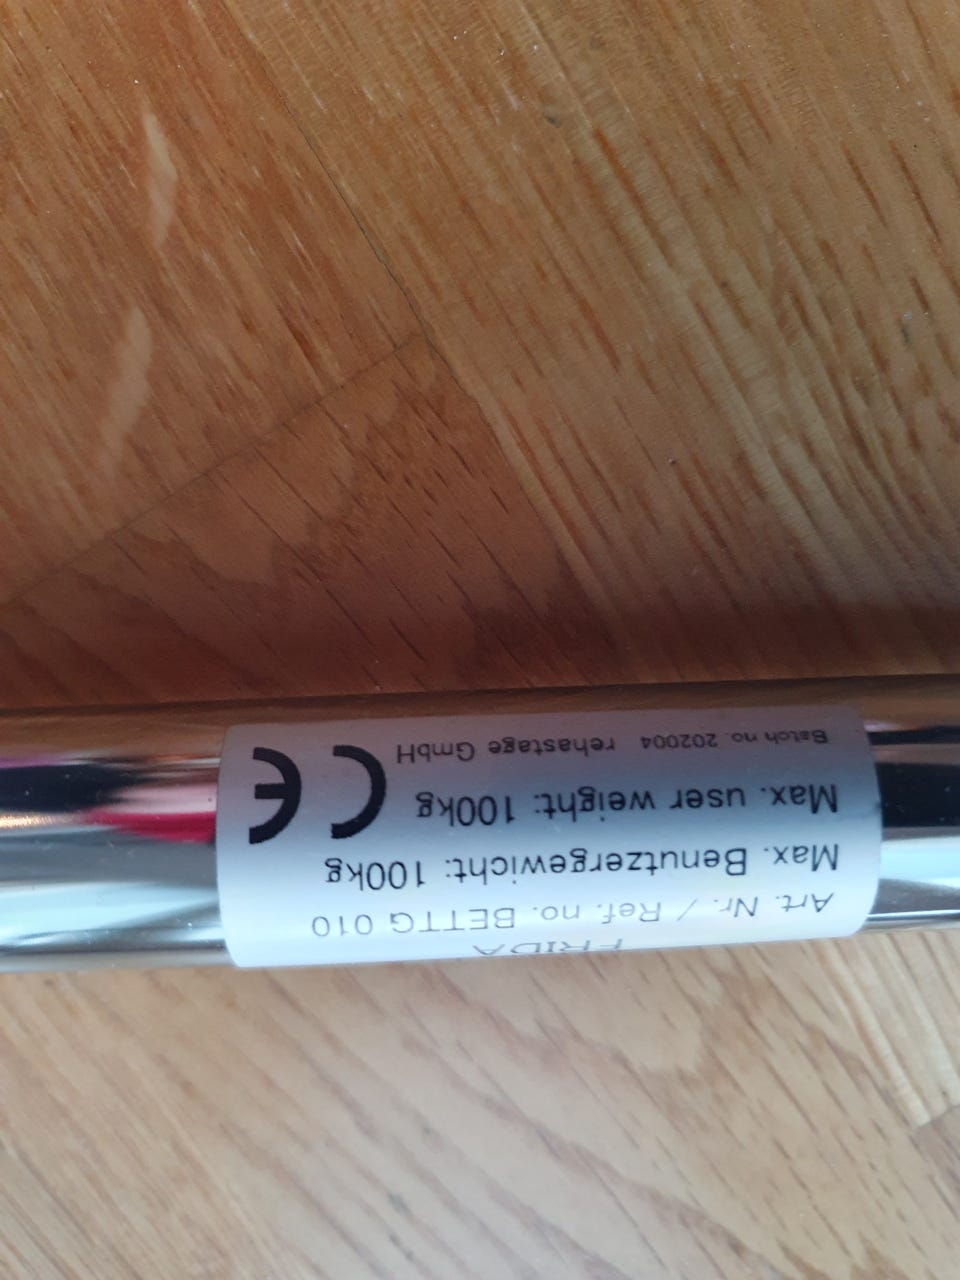 FRIDA
Art. Nr. / Ref. no. BETTG 010
Max. Benutzergewicht: 100kg
Max. user weight: 100kg
Batch no. 202004 rehastage GmbH
CE